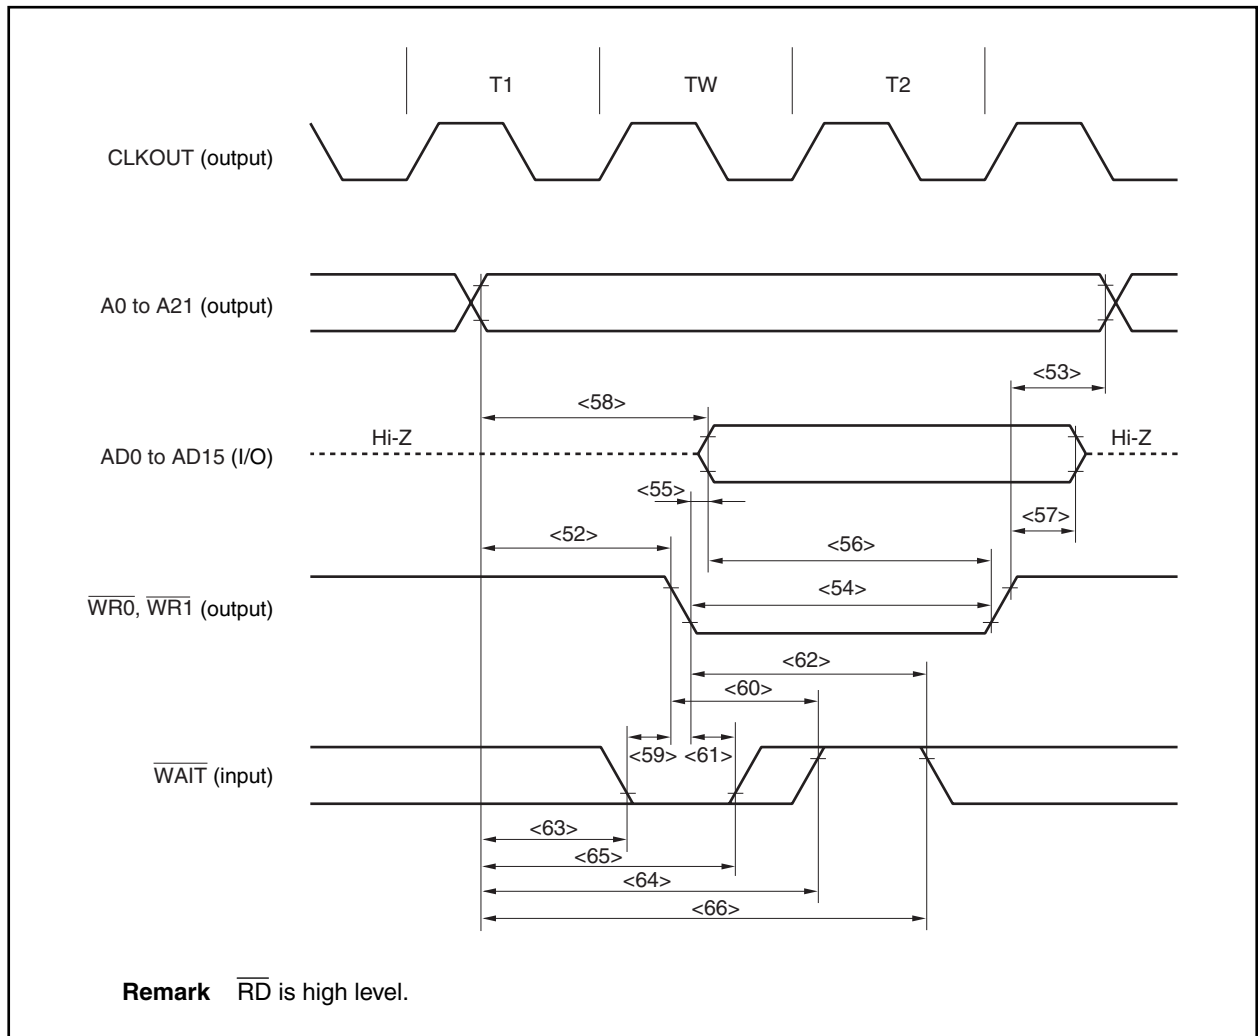 T1 TW T2
CLKOUT (output)
A0 to A21 (output)
<53>
<58>
Hi-Z Hi-Z
AD0 to AD15 (I/O)
<55>
<57>
<52> <56>
<54>
WR0, WR1 (output)
<62>
<60>
<59> <61>
WAIT (input)
<63>
<65>
<64>
<66>
Remark RD is high level.